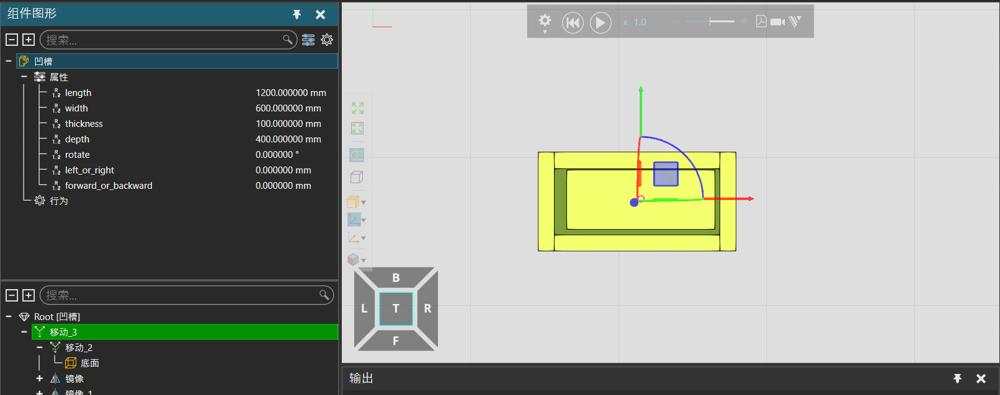 组件图形
搜索...
凹槽
属性
length 1200.000000 mm
width 600.000000 mm
thickness 100.000000 mm
depth 400.000000 mm
rotate 0.000000 °
left_or_right 0.000000 mm
forward_or_backward 0.000000 mm
行为
搜索...
Root [凹槽]
移动_3
移动_2
底面
镜像
镜像_1
x 1.0
B
L T R
F
输出